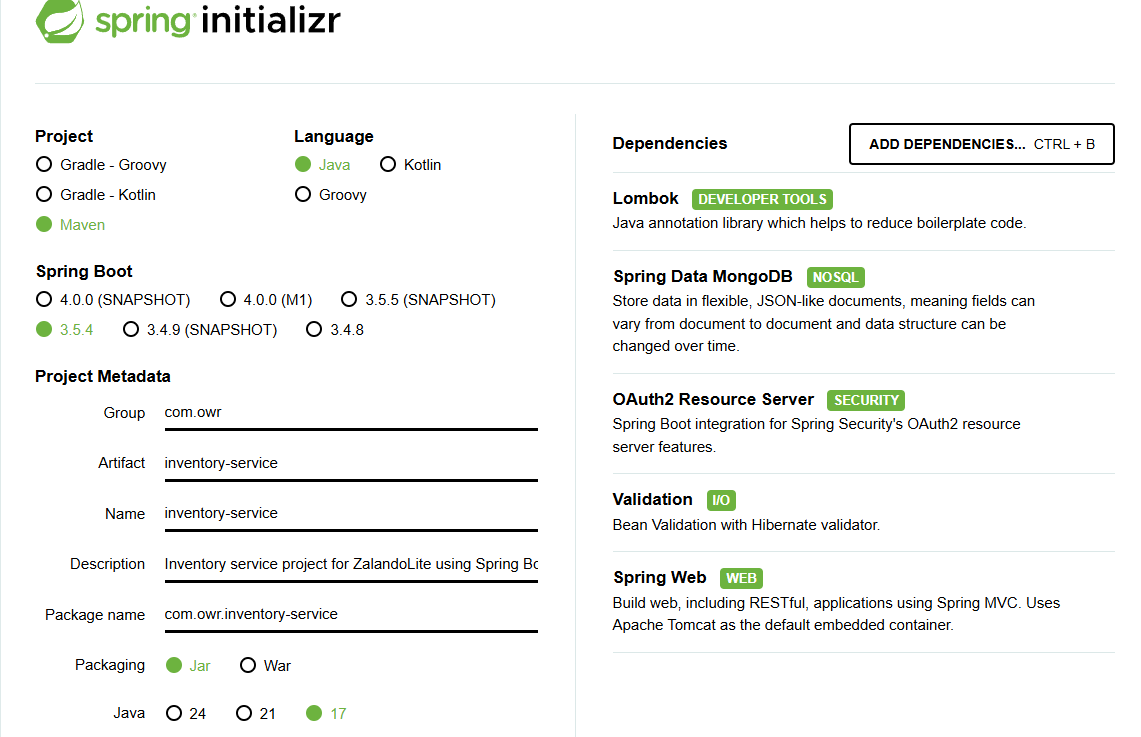 spring initializr
Project
Gradle - Groovy
Gradle - Kotlin
Maven
Language
Java Kotlin
Groovy
Spring Boot
4.0.0 (SNAPSHOT) 4.0.0 (M1) 3.5.5 (SNAPSHOT)
3.5.4 3.4.9 (SNAPSHOT) 3.4.8
Project Metadata
Group com.owr
Artifact inventory-service
Name inventory-service
Description Inventory service project for ZalandoLite using Spring Bo
Package name com.owr.inventory-service
Packaging Jar War
Java 24 21 17
Dependencies ADD DEPENDENCIES... CTRL + B
Lombok DEVELOPER TOOLS
Java annotation library which helps to reduce boilerplate code.
Spring Data MongoDB NOSQL
Store data in flexible, JSON-like documents, meaning fields can
vary from document to document and data structure can be
changed over time.
OAuth2 Resource Server SECURITY
Spring Boot integration for Spring Security's OAuth2 resource
server features.
Validation I/O
Bean Validation with Hibernate validator.
Spring Web WEB
Build web, including RESTful, applications using Spring MVC. Uses
Apache Tomcat as the default embedded container.